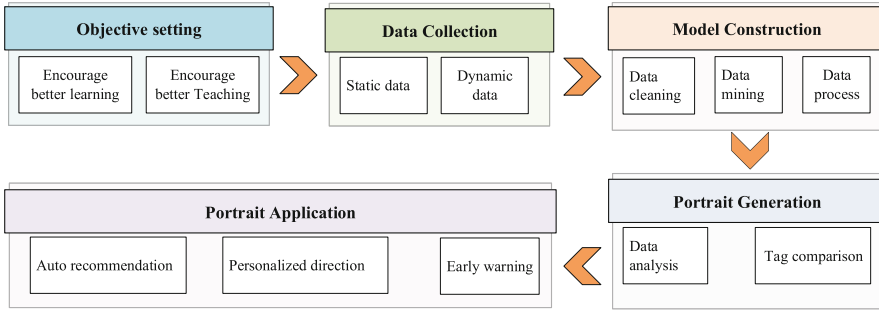 Objective setting
Encourage
better learning
Encourage
better Teaching
Data Collection
Static data
Dynamic
data
Model Construction
Data
cleaning
Data
mining
Data
process
Portrait Generation
Data
analysis
Tag comparison
Portrait Application
Auto recommendation
Personalized direction
Early warning